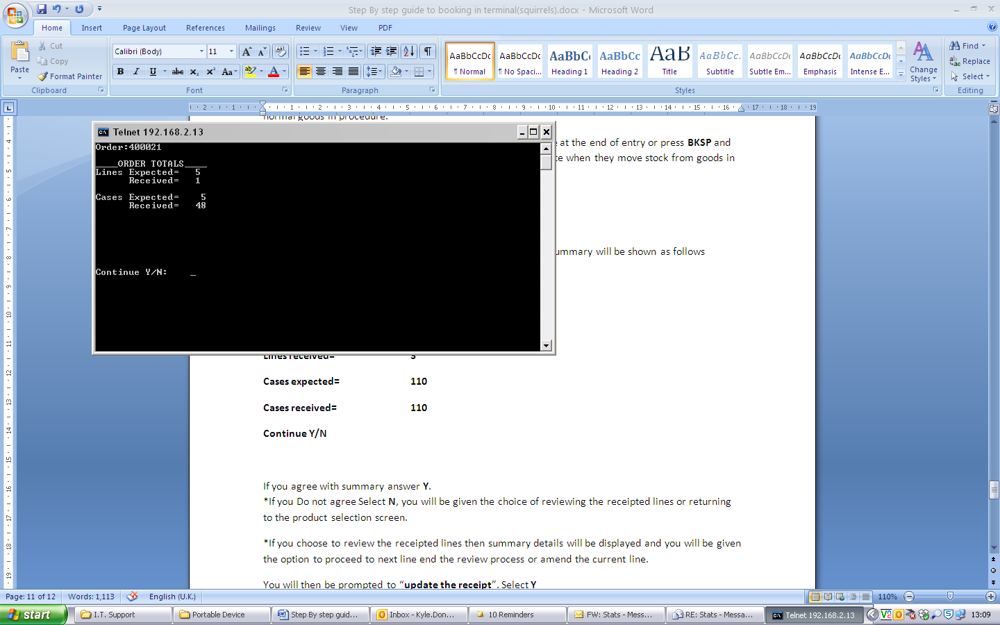 Step By step guide to booking in terminal(squirrels).docx - Microsoft Word
Home Insert Page Layout References Mailings Review View PDF
Paste
Cut
Copy
Format Painter
Clipboard
Calibri (Body) 11
Font
Paragraph
AaBbCcDc AaBbCcDc AaBbCc AaBbCc AaB AaBbCc. AaBbCcDc AaBbCcDc AaBbCcDc
¶ Normal ¶ No Spaci... Heading 1 Heading 2 Title Subtitle Subtle Em... Emphasis Intense E...
Change Styles
Styles
Find
Replace
Select
Editing
normal goods in procedure.
at the end of entry or press BKSP and
when they move stock from goods in
ummary will be shown as follows
Telnet 192.168.2.13
Order:400021
____ORDER TOTALS____
Lines Expected= 5
Received= 1
Cases Expected= 5
Received= 48
Continue Y/N: _
Lines received=
Cases expected= 110
Cases received= 110
Continue Y/N
If you agree with summary answer Y.
*If you Do not agree Select N, you will be given the choice of reviewing the receipted lines or returning
to the product selection screen.
*If you choose to review the receipted lines then summary details will be displayed and you will be given
the option to proceed to next line end the review process or amend the current line.
You will then be prompted to “update the receipt”. Select Y
Page: 11 of 12 Words: 1,113 English (U.K.) 110%
start I.T. Support Portable Device Step By step guid... Inbox - Kyle.Don... 10 Reminders FW: Stats - Mess... RE: Stats - Messa... Telnet 192.168.2.13 13:09